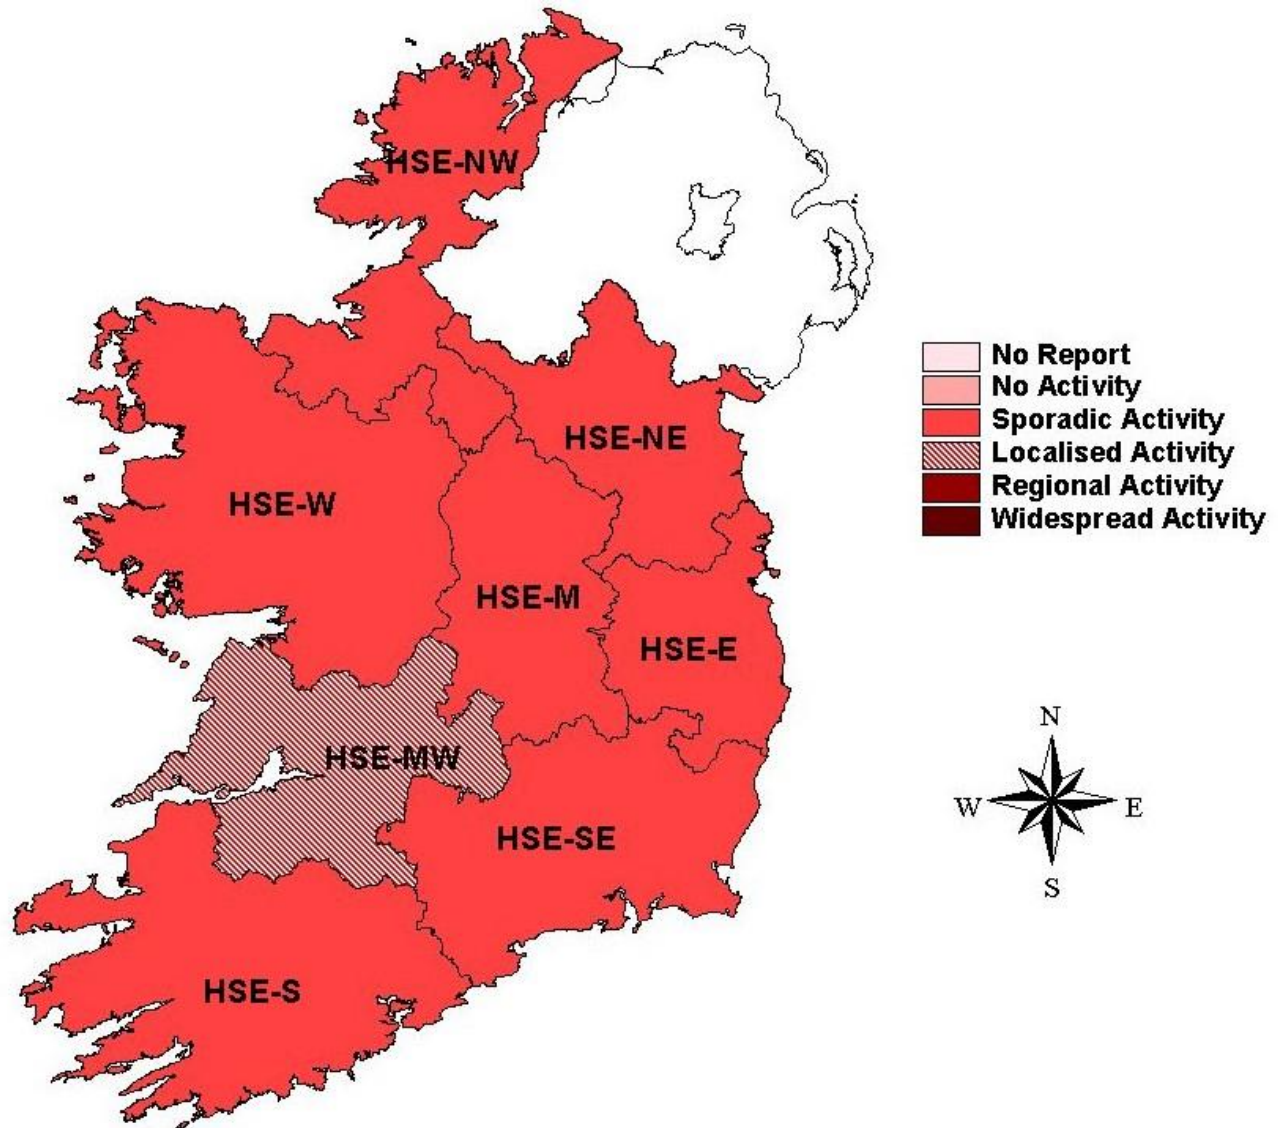 HSE-NW
HSE-NE
HSE-W
HSE-M
HSE-E
HSE-MW
HSE-SE
HSE-S
No Report
No Activity
Sporadic Activity
Localised Activity
Regional Activity
Widespread Activity
N
W E
S